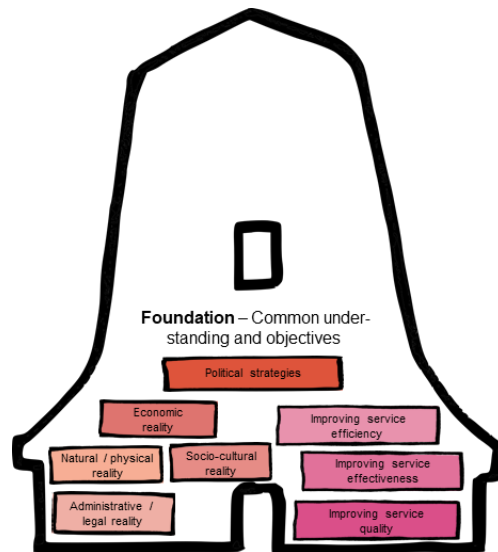 Foundation – Common under-
standing and objectives
Political strategies
Economic
reality
Improving service
efficiency
Natural / physical
reality
Socio-cultural
reality
Improving service
effectiveness
Administrative /
legal reality
Improving service
quality